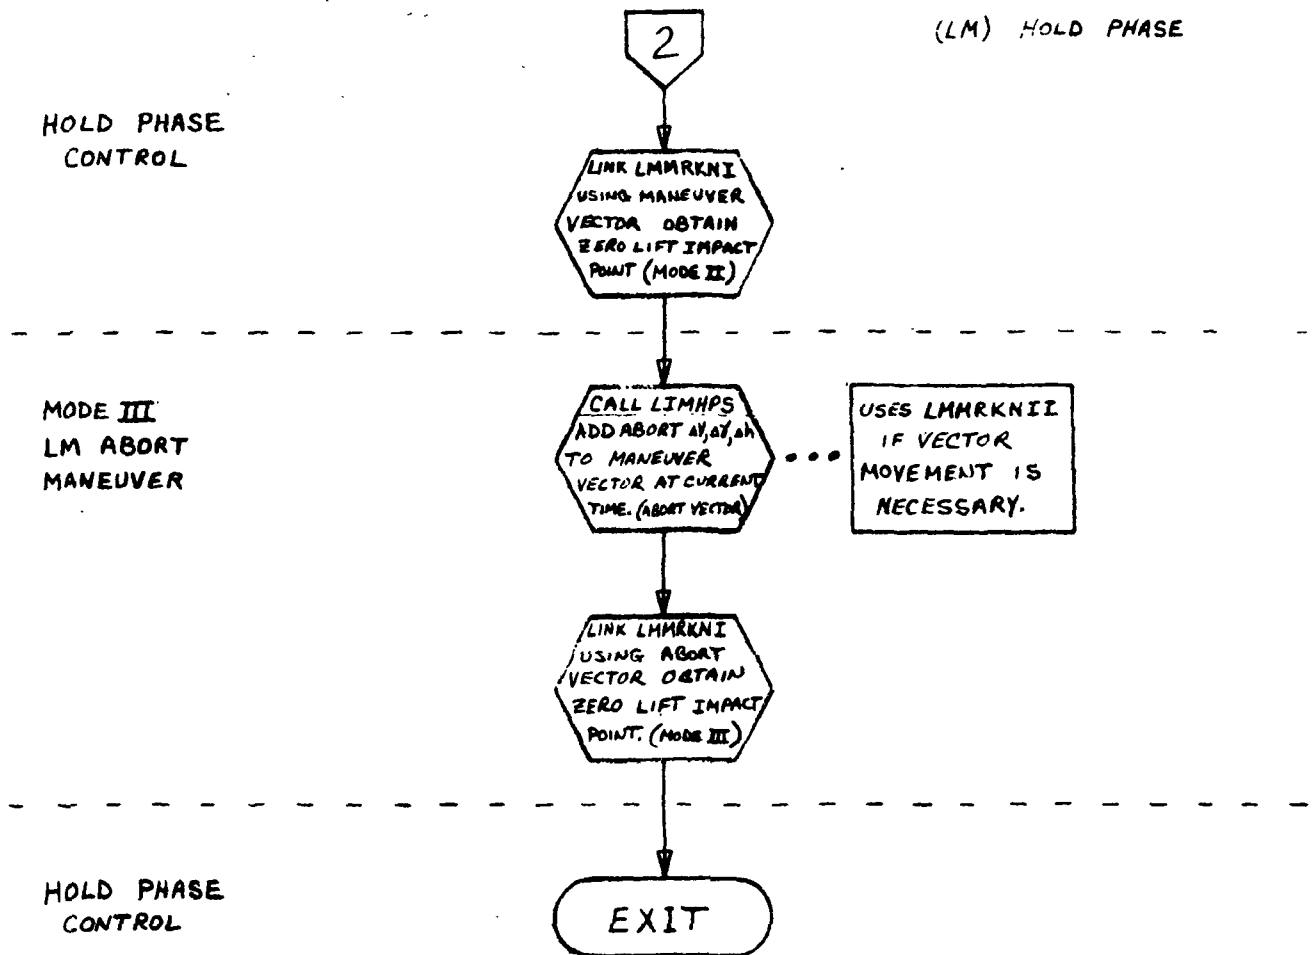 2
(LM) HOLD PHASE
HOLD PHASE
CONTROL
LINK LMMRKNI
USING MANEUVER
VECTOR OBTAIN
ZERO LIFT IMPACT
POINT (MODE II)
MODE III
LM ABORT
MANEUVER
CALL LIMHPS
ADD ABORT ΔV, ΔY, Δh
TO MANEUVER
VECTOR AT CURRENT
TIME. (ABORT VECTOR)
USES LMMRKNII
IF VECTOR
MOVEMENT IS
NECESSARY.
LINK LMMRKNI
USING ABORT
VECTOR OBTAIN
ZERO LIFT IMPACT
POINT. (MODE III)
HOLD PHASE
CONTROL
EXIT